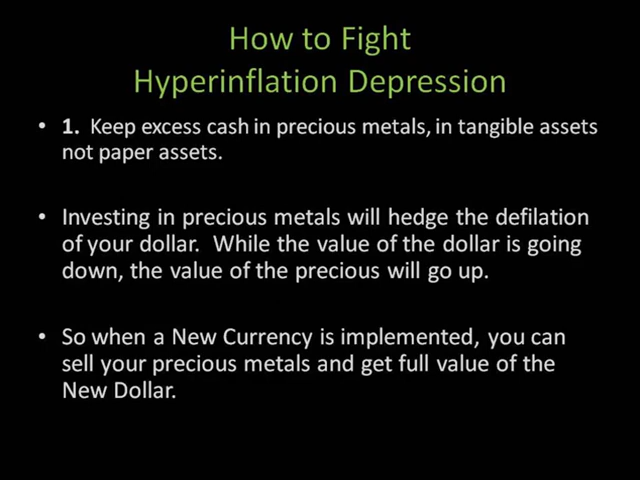 How to Fight
Hyperinflation Depression
• 1. Keep excess cash in precious metals, in tangible assets
not paper assets.
• Investing in precious metals will hedge the defilation
of your dollar. While the value of the dollar is going
down, the value of the precious will go up.
• So when a New Currency is implemented, you can
sell your precious metals and get full value of the
New Dollar.